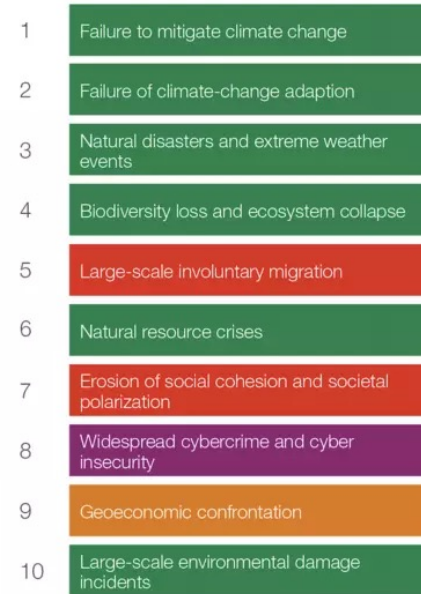 1 Failure to mitigate climate change
2 Failure of climate-change adaption
3 Natural disasters and extreme weather
events
4 Biodiversity loss and ecosystem collapse
5 Large-scale involuntary migration
6 Natural resource crises
7 Erosion of social cohesion and societal
polarization
8 Widespread cybercrime and cyber
insecurity
9 Geoeconomic confrontation
10 Large-scale environmental damage
incidents